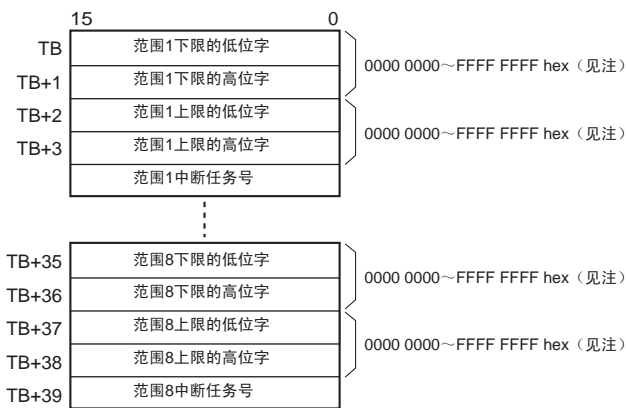 15 0
TB 范围1下限的低位字
TB+1 范围1下限的高位字
0000 0000～FFFF FFFF hex（见注）
TB+2 范围1上限的低位字
TB+3 范围1上限的高位字
0000 0000～FFFF FFFF hex（见注）
范围1中断任务号
TB+35 范围8下限的低位字
TB+36 范围8下限的高位字
0000 0000～FFFF FFFF hex（见注）
TB+37 范围8上限的低位字
TB+38 范围8上限的高位字
0000 0000～FFFF FFFF hex（见注）
TB+39 范围8中断任务号